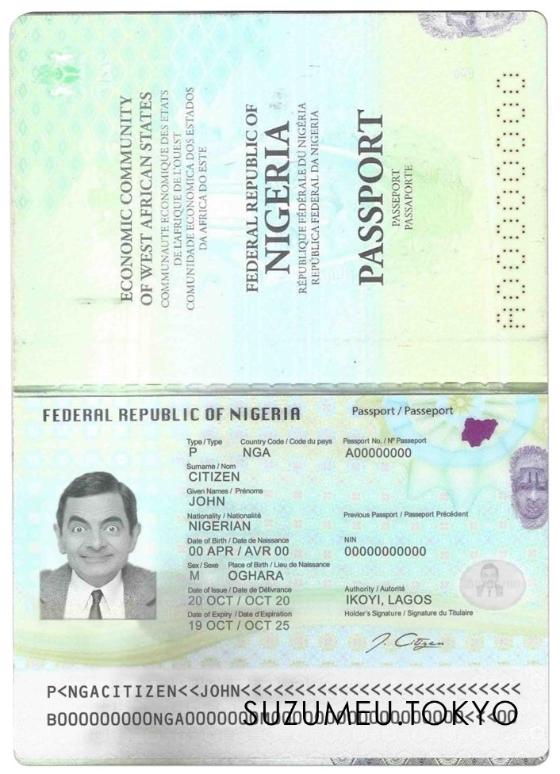 ECONOMIC COMMUNITY
OF WEST AFRICAN STATES
COMMUNAUTE ECONOMIQUE DES ETATS
DE L'AFRIQUE DE L'OUEST
COMUNIDADE ECONOMICA DOS ESTADOS
DA AFRICA DO ESTE
FEDERAL REPUBLIC OF
NIGERIA
RÉPUBLIQUE FÉDÉRALE DU NIGÉRIA
REPÚBLICA FEDERAL DA NIGERIA
PASSPORT
PASSEPORT
PASSAPORTE
A00000000
FEDERAL REPUBLIC OF NIGERIA
Passport / Passeport
Type / Type Country Code / Code du pays Passport No. / Nº Passeport
P NGA A00000000
Surname / Nom
CITIZEN
Given Names / Prénoms
JOHN
Nationality / Nationalité Previous Passport / Passeport Précédent
NIGERIAN
Date of Birth / Date de Naissance NIN
00 APR / AVR 00 00000000000
Sex / Sexe Place of Birth / Lieu de Naissance
M OGHARA
Date of Issue / Date de Délivrance Authority / Autorité
20 OCT / OCT 20 IKOYI, LAGOS
Date of Expiry / Date d'Expiration Holder's Signature / Signature du Titulaire
19 OCT / OCT 25
J. Citizen
P<NGACITIZEN<<JOHN<<<<<<<<<<<<<<<<<<<<<<<<<<
SUZUMEU.TOKYO